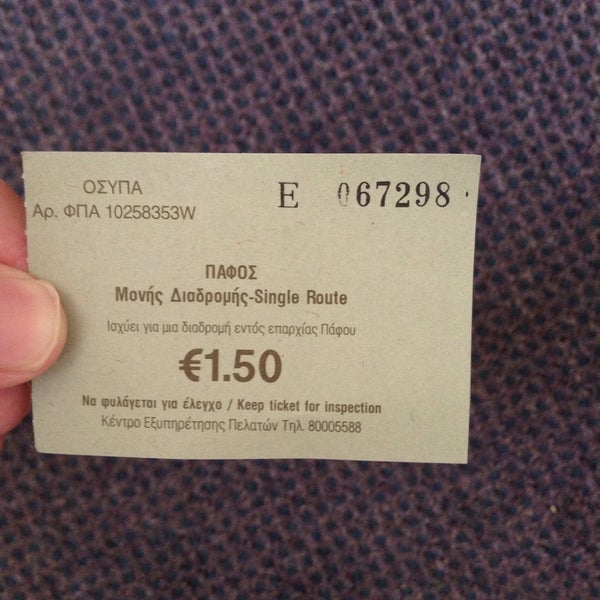 ΟΣΥΠΑ
Ε 067298
Αρ. ΦΠΑ 10258353W
ΠΑΦΟΣ
Μονής Διαδρομής-Single Route
Ισχύει για μια διαδρομή εντός επαρχίας Πάφου
€1.50
Να φυλάγεται για έλεγχο / Keep ticket for inspection
Κέντρο Εξυπηρέτησης Πελατών Τηλ. 80005588